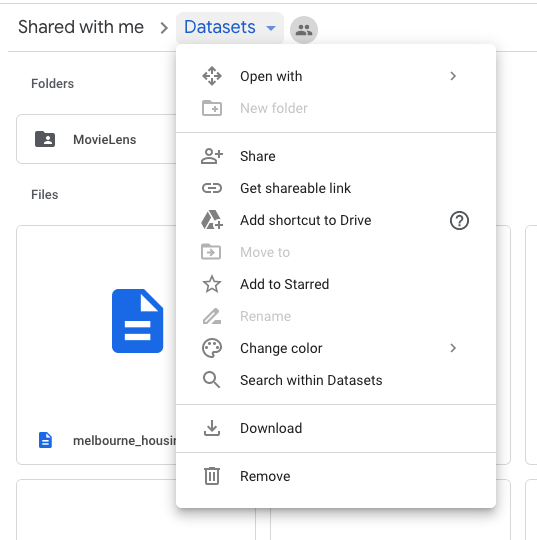 Shared with me > Datasets
Folders
Open with
New folder
MovieLens
Share
Get shareable link
Files
Add shortcut to Drive
Move to
Add to Starred
Rename
Change color
Search within Datasets
Download
melbourne_housin
Remove